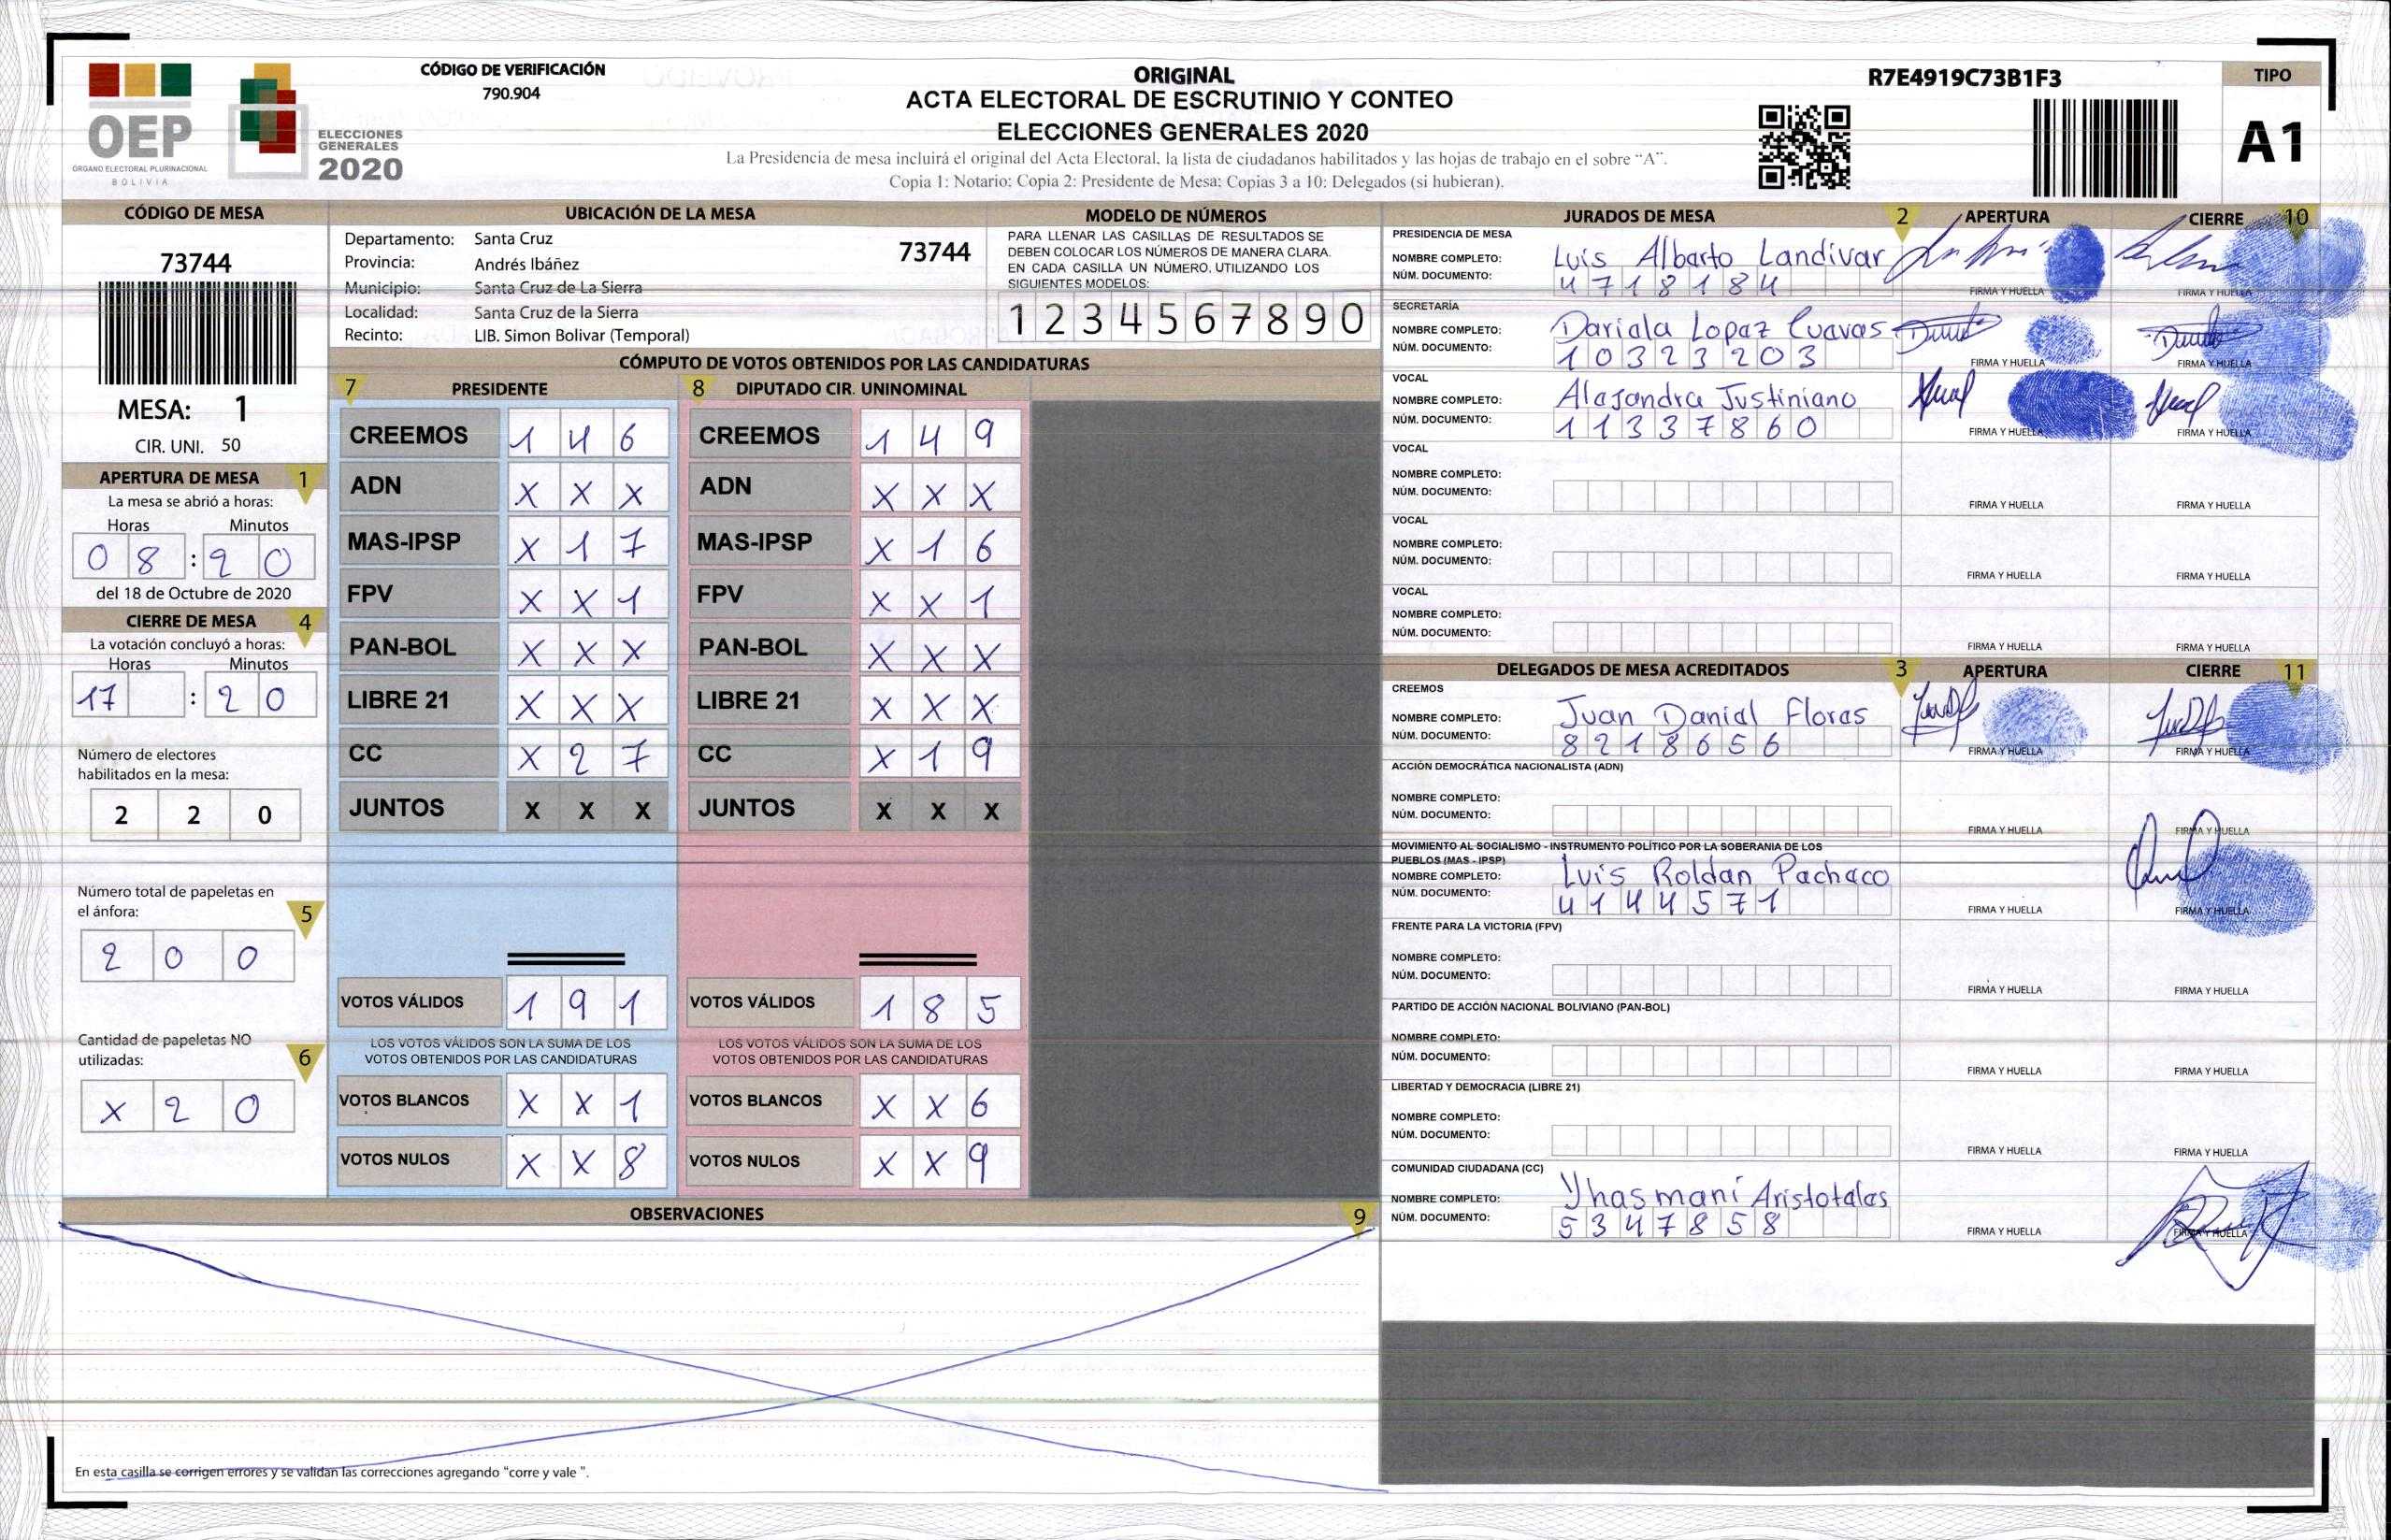 CÓDIGO DE VERIFICACIÓN
790.904
OEP
ORGANO ELECTORAL PLURINACIONAL
BOLIVIA
ELECCIONES
GENERALES
2020
ORIGINAL
ACTA ELECTORAL DE ESCRUTINIO Y CONTEO
ELECCIONES GENERALES 2020
La Presidencia de mesa incluirá el original del Acta Electoral, la lista de ciudadanos habilitados y las hojas de trabajo en el sobre “A”.
Copia 1: Notario; Copia 2: Presidente de Mesa; Copias 3 a 10: Delegados (si hubieran).
R7E4919C73B1F3
TIPO
A1
CÓDIGO DE MESA
73744
MESA: 1
CIR. UNI. 50
APERTURA DE MESA 1
La mesa se abrió a horas:
Horas Minutos
08:20
del 18 de Octubre de 2020
CIERRE DE MESA 4
La votación concluyó a horas:
Horas Minutos
17 : 20
Número de electores
habilitados en la mesa:
2 2 0
Número total de papeletas en
el ánfora:
5
2 0 0
Cantidad de papeletas NO
utilizadas:
6
X 2 0
UBICACIÓN DE LA MESA
Departamento: Santa Cruz
73744
Provincia: Andrés Ibáñez
Municipio: Santa Cruz de La Sierra
Localidad: Santa Cruz de la Sierra
Recinto: LIB. Simon Bolivar (Temporal)
MODELO DE NÚMEROS
PARA LLENAR LAS CASILLAS DE RESULTADOS SE
DEBEN COLOCAR LOS NÚMEROS DE MANERA CLARA.
EN CADA CASILLA UN NÚMERO. UTILIZANDO LOS
SIGUIENTES MODELOS:
1 2 3 4 5 6 7 8 9 0
CÓMPUTO DE VOTOS OBTENIDOS POR LAS CANDIDATURAS
7 PRESIDENTE
CREEMOS 1 4 6
ADN X X X
MAS-IPSP X 1 7
FPV X X 1
PAN-BOL X X X
LIBRE 21 X X X
CC X 2 7
JUNTOS X X X
VOTOS VÁLIDOS 1 9 1
LOS VOTOS VÁLIDOS SON LA SUMA DE LOS
VOTOS OBTENIDOS POR LAS CANDIDATURAS
VOTOS BLANCOS X X 1
VOTOS NULOS X X 8
8 DIPUTADO CIR. UNINOMINAL
CREEMOS 1 4 9
ADN X X X
MAS-IPSP X 1 6
FPV X X 1
PAN-BOL X X X
LIBRE 21 X X X
CC X 1 9
JUNTOS X X X
VOTOS VÁLIDOS 1 8 5
LOS VOTOS VÁLIDOS SON LA SUMA DE LOS
VOTOS OBTENIDOS POR LAS CANDIDATURAS
VOTOS BLANCOS X X 6
VOTOS NULOS X X 9
OBSERVACIONES 9
En esta casilla se corrigen errores y se validan las correcciones agregando “corre y vale ”.
JURADOS DE MESA 2 APERTURA CIERRE 10
PRESIDENCIA DE MESA
NOMBRE COMPLETO: Luis Alberto Landivar
NÚM. DOCUMENTO: 4718184
FIRMA Y HUELLA FIRMA Y HUELLA
SECRETARÍA
NOMBRE COMPLETO: Dariela Lopez Cuevas
NÚM. DOCUMENTO: 10323203
FIRMA Y HUELLA FIRMA Y HUELLA
VOCAL
NOMBRE COMPLETO: Alejandra Justiniano
NÚM. DOCUMENTO: 11337860
FIRMA Y HUELLA FIRMA Y HUELLA
VOCAL
NOMBRE COMPLETO:
NÚM. DOCUMENTO:
FIRMA Y HUELLA FIRMA Y HUELLA
VOCAL
NOMBRE COMPLETO:
NÚM. DOCUMENTO:
FIRMA Y HUELLA FIRMA Y HUELLA
VOCAL
NOMBRE COMPLETO:
NÚM. DOCUMENTO:
FIRMA Y HUELLA FIRMA Y HUELLA
DELEGADOS DE MESA ACREDITADOS 3 APERTURA CIERRE 11
CREEMOS
NOMBRE COMPLETO: Juan Daniel Flores
NÚM. DOCUMENTO: 8218656
FIRMA Y HUELLA FIRMA Y HUELLA
ACCIÓN DEMOCRÁTICA NACIONALISTA (ADN)
NOMBRE COMPLETO:
NÚM. DOCUMENTO:
FIRMA Y HUELLA FIRMA Y HUELLA
MOVIMIENTO AL SOCIALISMO - INSTRUMENTO POLÍTICO POR LA SOBERANIA DE LOS
PUEBLOS (MAS - IPSP)
NOMBRE COMPLETO: Luis Roldan Pacheco
NÚM. DOCUMENTO: 4144571
FIRMA Y HUELLA FIRMA Y HUELLA
FRENTE PARA LA VICTORIA (FPV)
NOMBRE COMPLETO:
NÚM. DOCUMENTO:
FIRMA Y HUELLA FIRMA Y HUELLA
PARTIDO DE ACCIÓN NACIONAL BOLIVIANO (PAN-BOL)
NOMBRE COMPLETO:
NÚM. DOCUMENTO:
FIRMA Y HUELLA FIRMA Y HUELLA
LIBERTAD Y DEMOCRACIA (LIBRE 21)
NOMBRE COMPLETO:
NÚM. DOCUMENTO:
FIRMA Y HUELLA FIRMA Y HUELLA
COMUNIDAD CIUDADANA (CC)
NOMBRE COMPLETO: Yhasmani Aristoteles
NÚM. DOCUMENTO: 5347858
FIRMA Y HUELLA FIRMA Y HUELLA